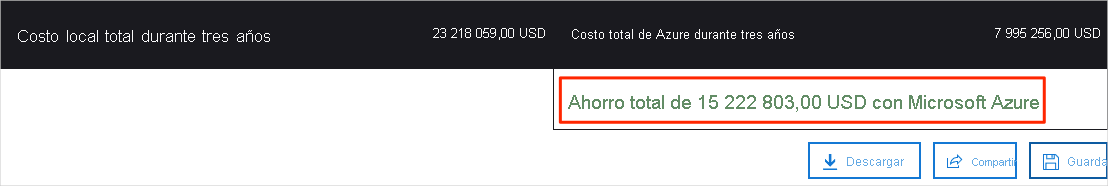 Costo local total durante tres años 23 218 059,00 USD Costo total de Azure durante tres años 7 995 256,00 USD
Ahorro total de 15 222 803,00 USD con Microsoft Azure
Descargar Compartir Guarda